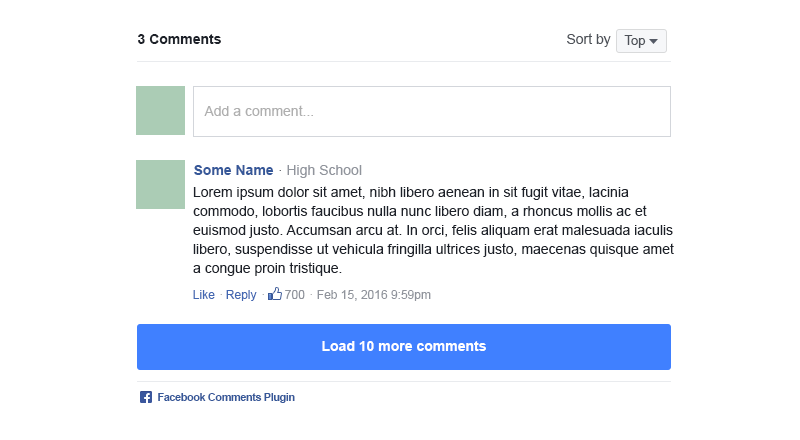 3 Comments
Sort by Top
Add a comment...
Some Name · High School
Lorem ipsum dolor sit amet, nibh libero aenean in sit fugit vitae, lacinia
commodo, lobortis faucibus nulla nunc libero diam, a rhoncus mollis ac et
euismod justo. Accumsan arcu at. In orci, felis aliquam erat malesuada iaculis
libero, suspendisse ut vehicula fringilla ultrices justo, maecenas quisque amet
a congue proin tristique.
Like · Reply · 700 · Feb 15, 2016 9:59pm
Load 10 more comments
Facebook Comments Plugin